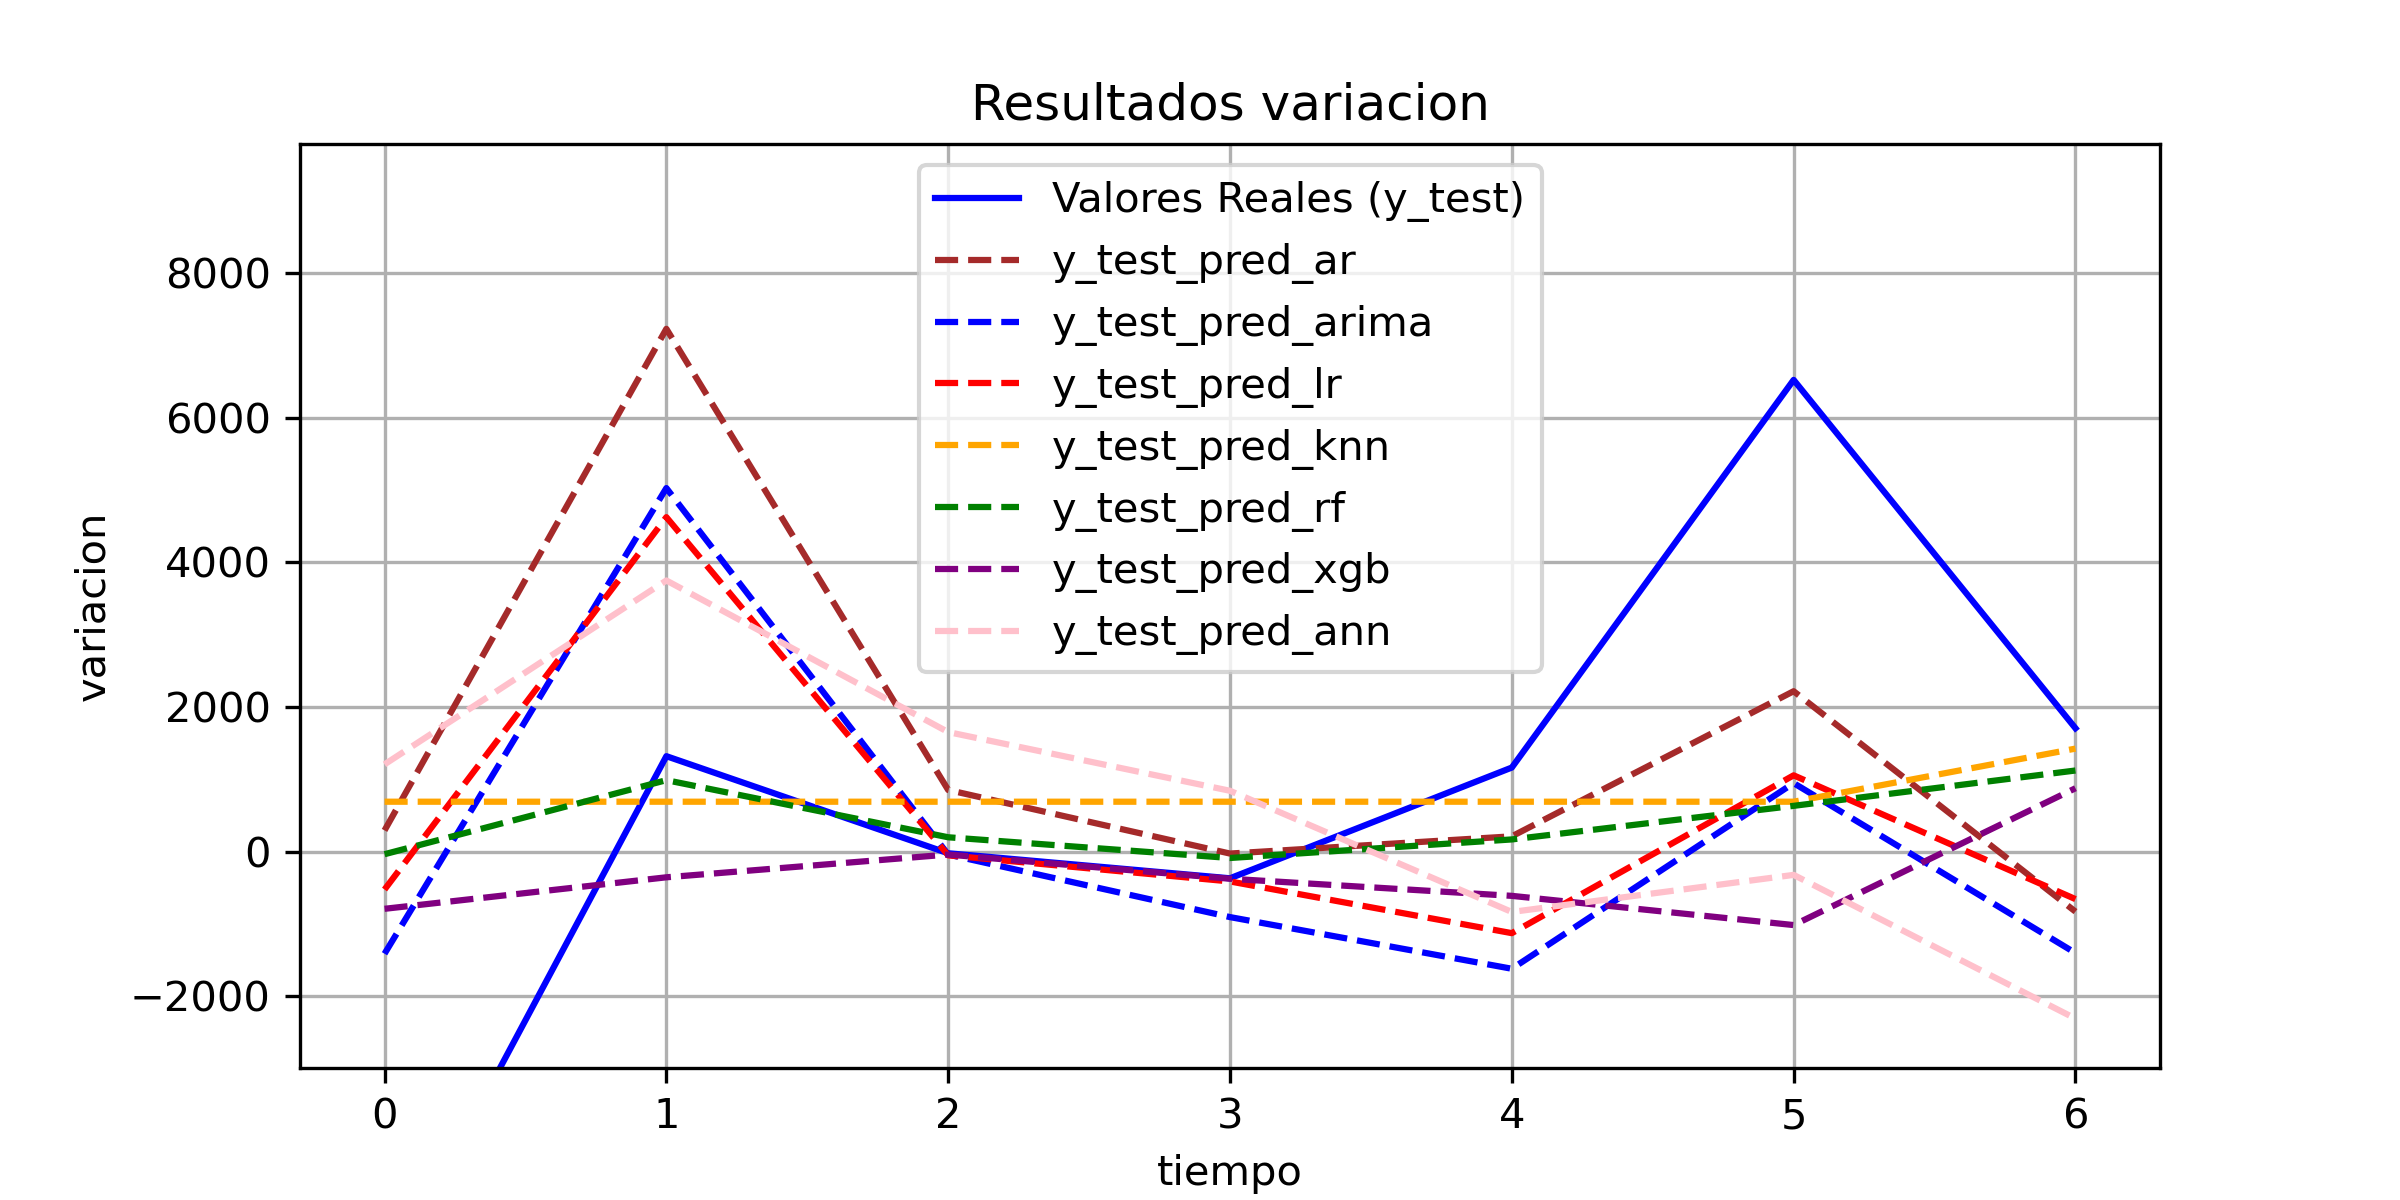 Resultados variacion
Valores Reales (y_test)
y_test_pred_ar
y_test_pred_arima
y_test_pred_lr
y_test_pred_knn
y_test_pred_rf
y_test_pred_xgb
y_test_pred_ann
variacion
8000
6000
4000
2000
0
−2000
0 1 2 3 4 5 6
tiempo